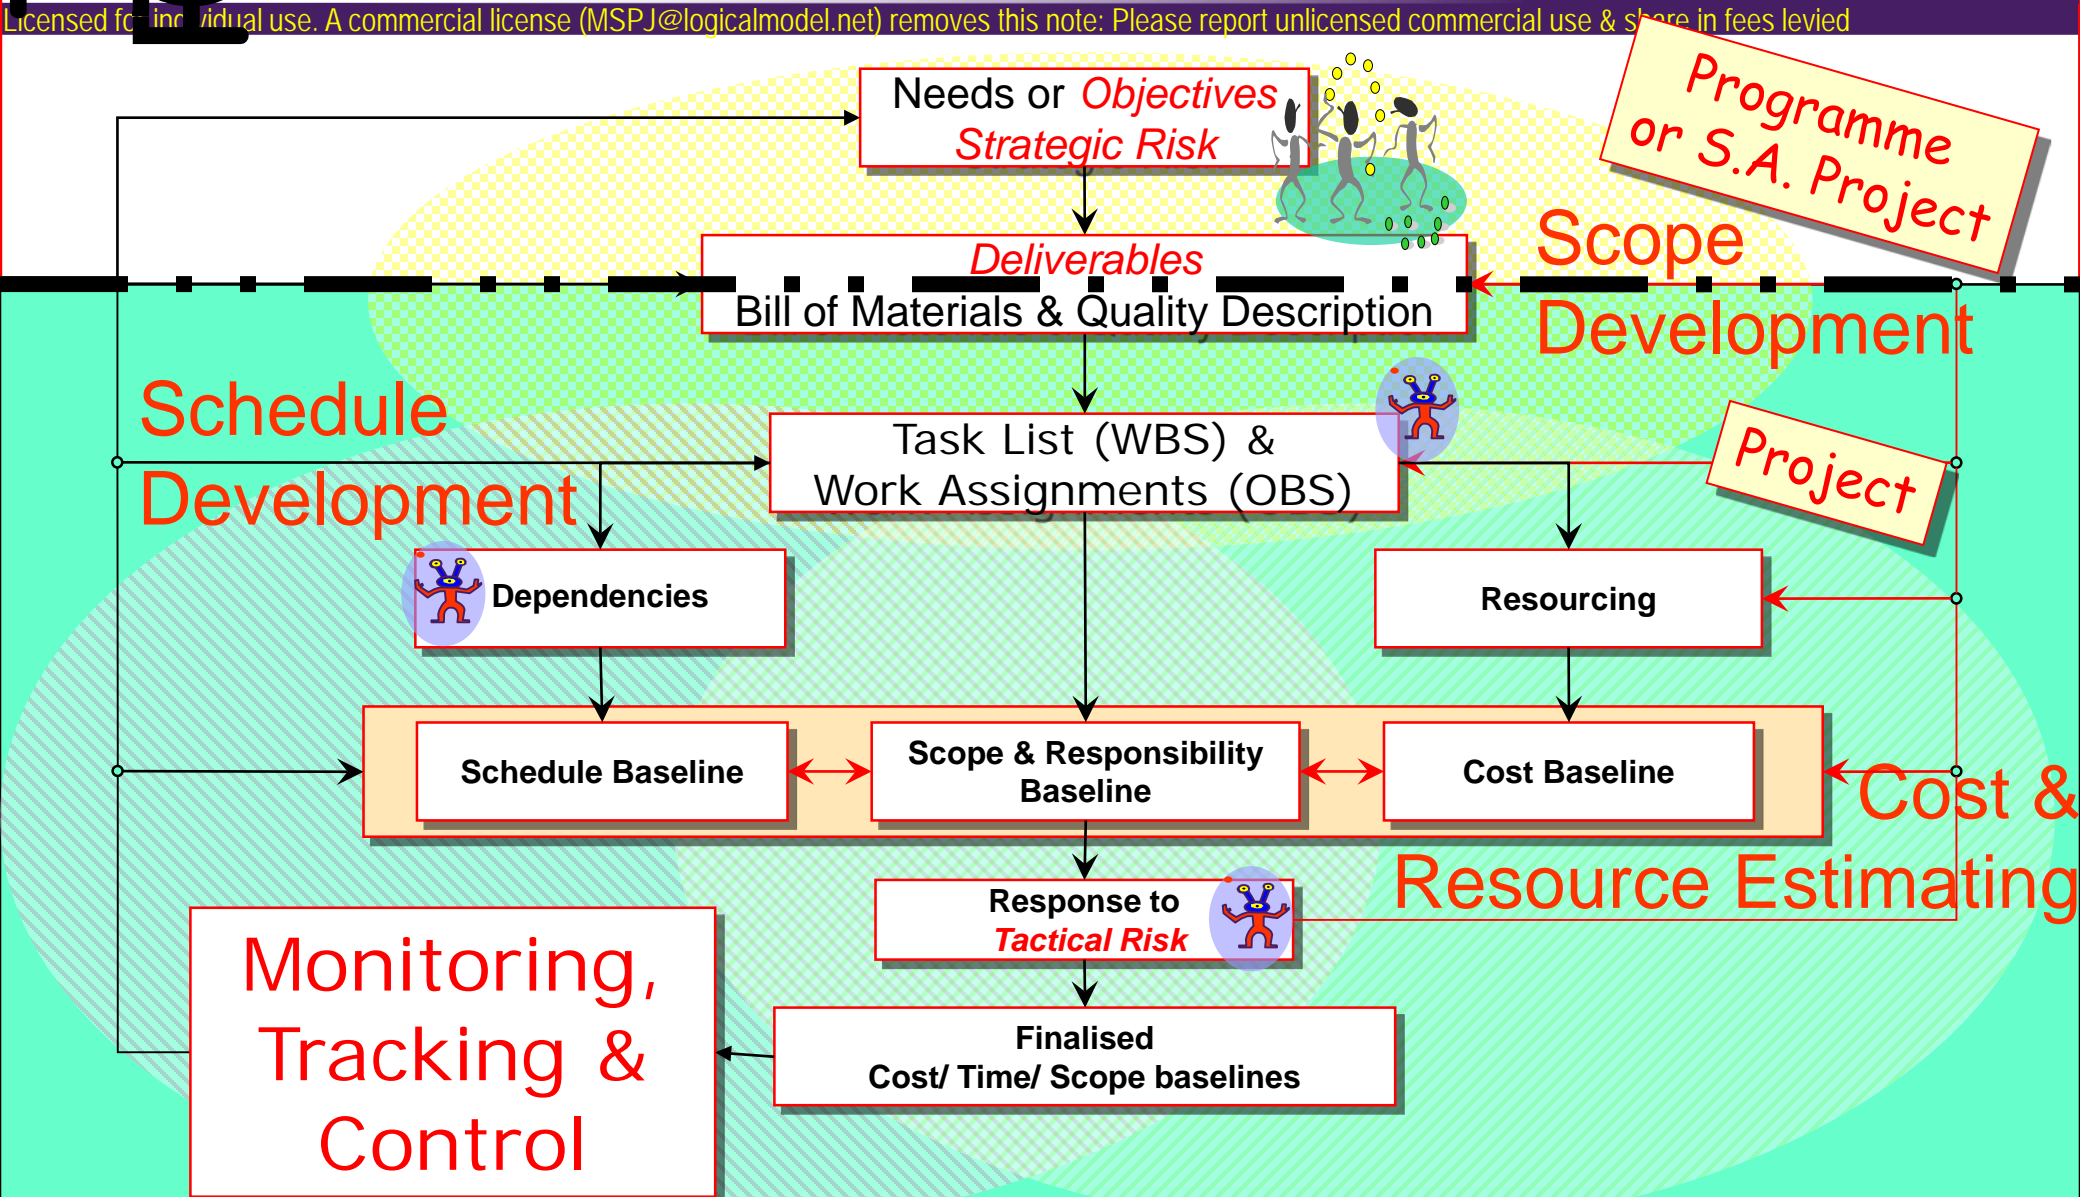 Licensed for individual use. A commercial license (MSPJ@logicalmodel.net) removes this note: Please report unlicensed commercial use & share in fees levied
Needs or Objectives
Strategic Risk
Programme
or S.A. Project
Deliverables
Bill of Materials & Quality Description
Scope
Development
Schedule
Development
Task List (WBS) &
Work Assignments (OBS)
Project
Dependencies
Resourcing
Schedule Baseline
Scope & Responsibility
Baseline
Cost Baseline
Cost &
Resource Estimating
Response to
Tactical Risk
Monitoring,
Tracking &
Control
Finalised
Cost/ Time/ Scope baselines